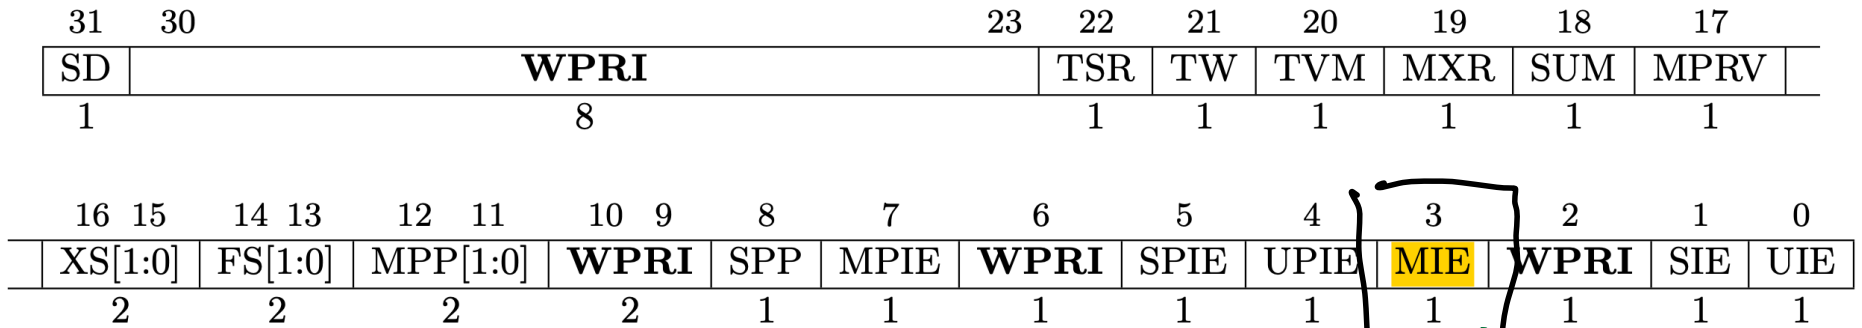 31 30 23 22 21 20 19 18 17
SD WPRI TSR TW TVM MXR SUM MPRV
1 8 1 1 1 1 1 1
16 15 14 13 12 11 10 9 8 7 6 5 4 3 2 1 0
XS[1:0] FS[1:0] MPP[1:0] WPRI SPP MPIE WPRI SPIE UPIE MIE WPRI SIE UIE
2 2 2 2 1 1 1 1 1 1 1 1 1